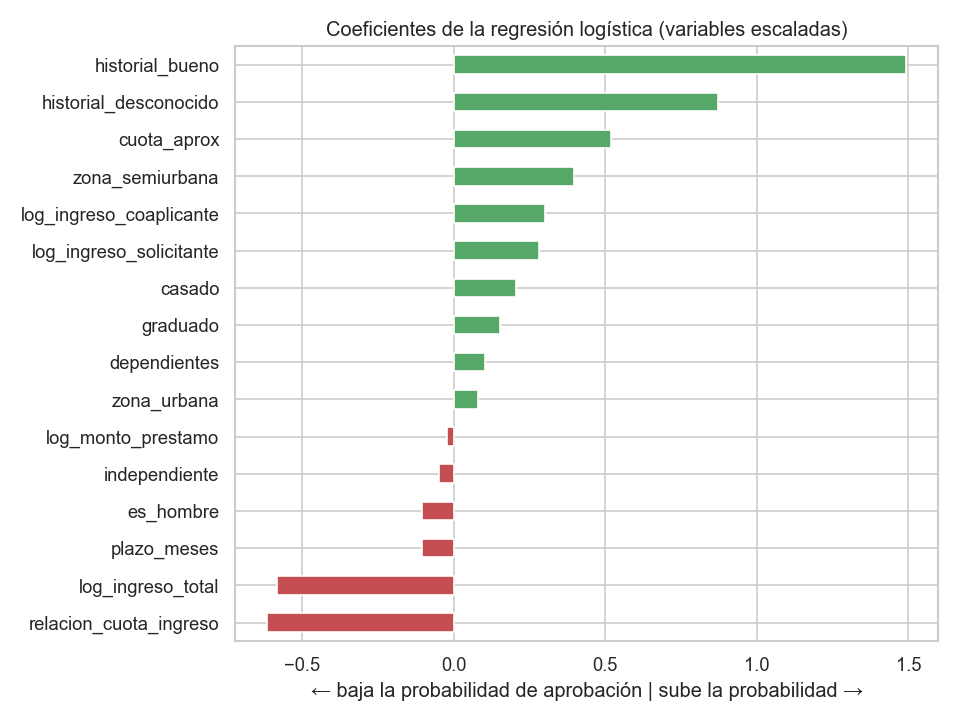 Coeficientes de la regresión logística (variables escaladas)
historial_bueno
historial_desconocido
cuota_aprox
zona_semiurbana
log_ingreso_coaplicante
log_ingreso_solicitante
casado
graduado
dependientes
zona_urbana
log_monto_prestamo
independiente
es_hombre
plazo_meses
log_ingreso_total
relacion_cuota_ingreso
−0.5 0.0 0.5 1.0 1.5
← baja la probabilidad de aprobación | sube la probabilidad →